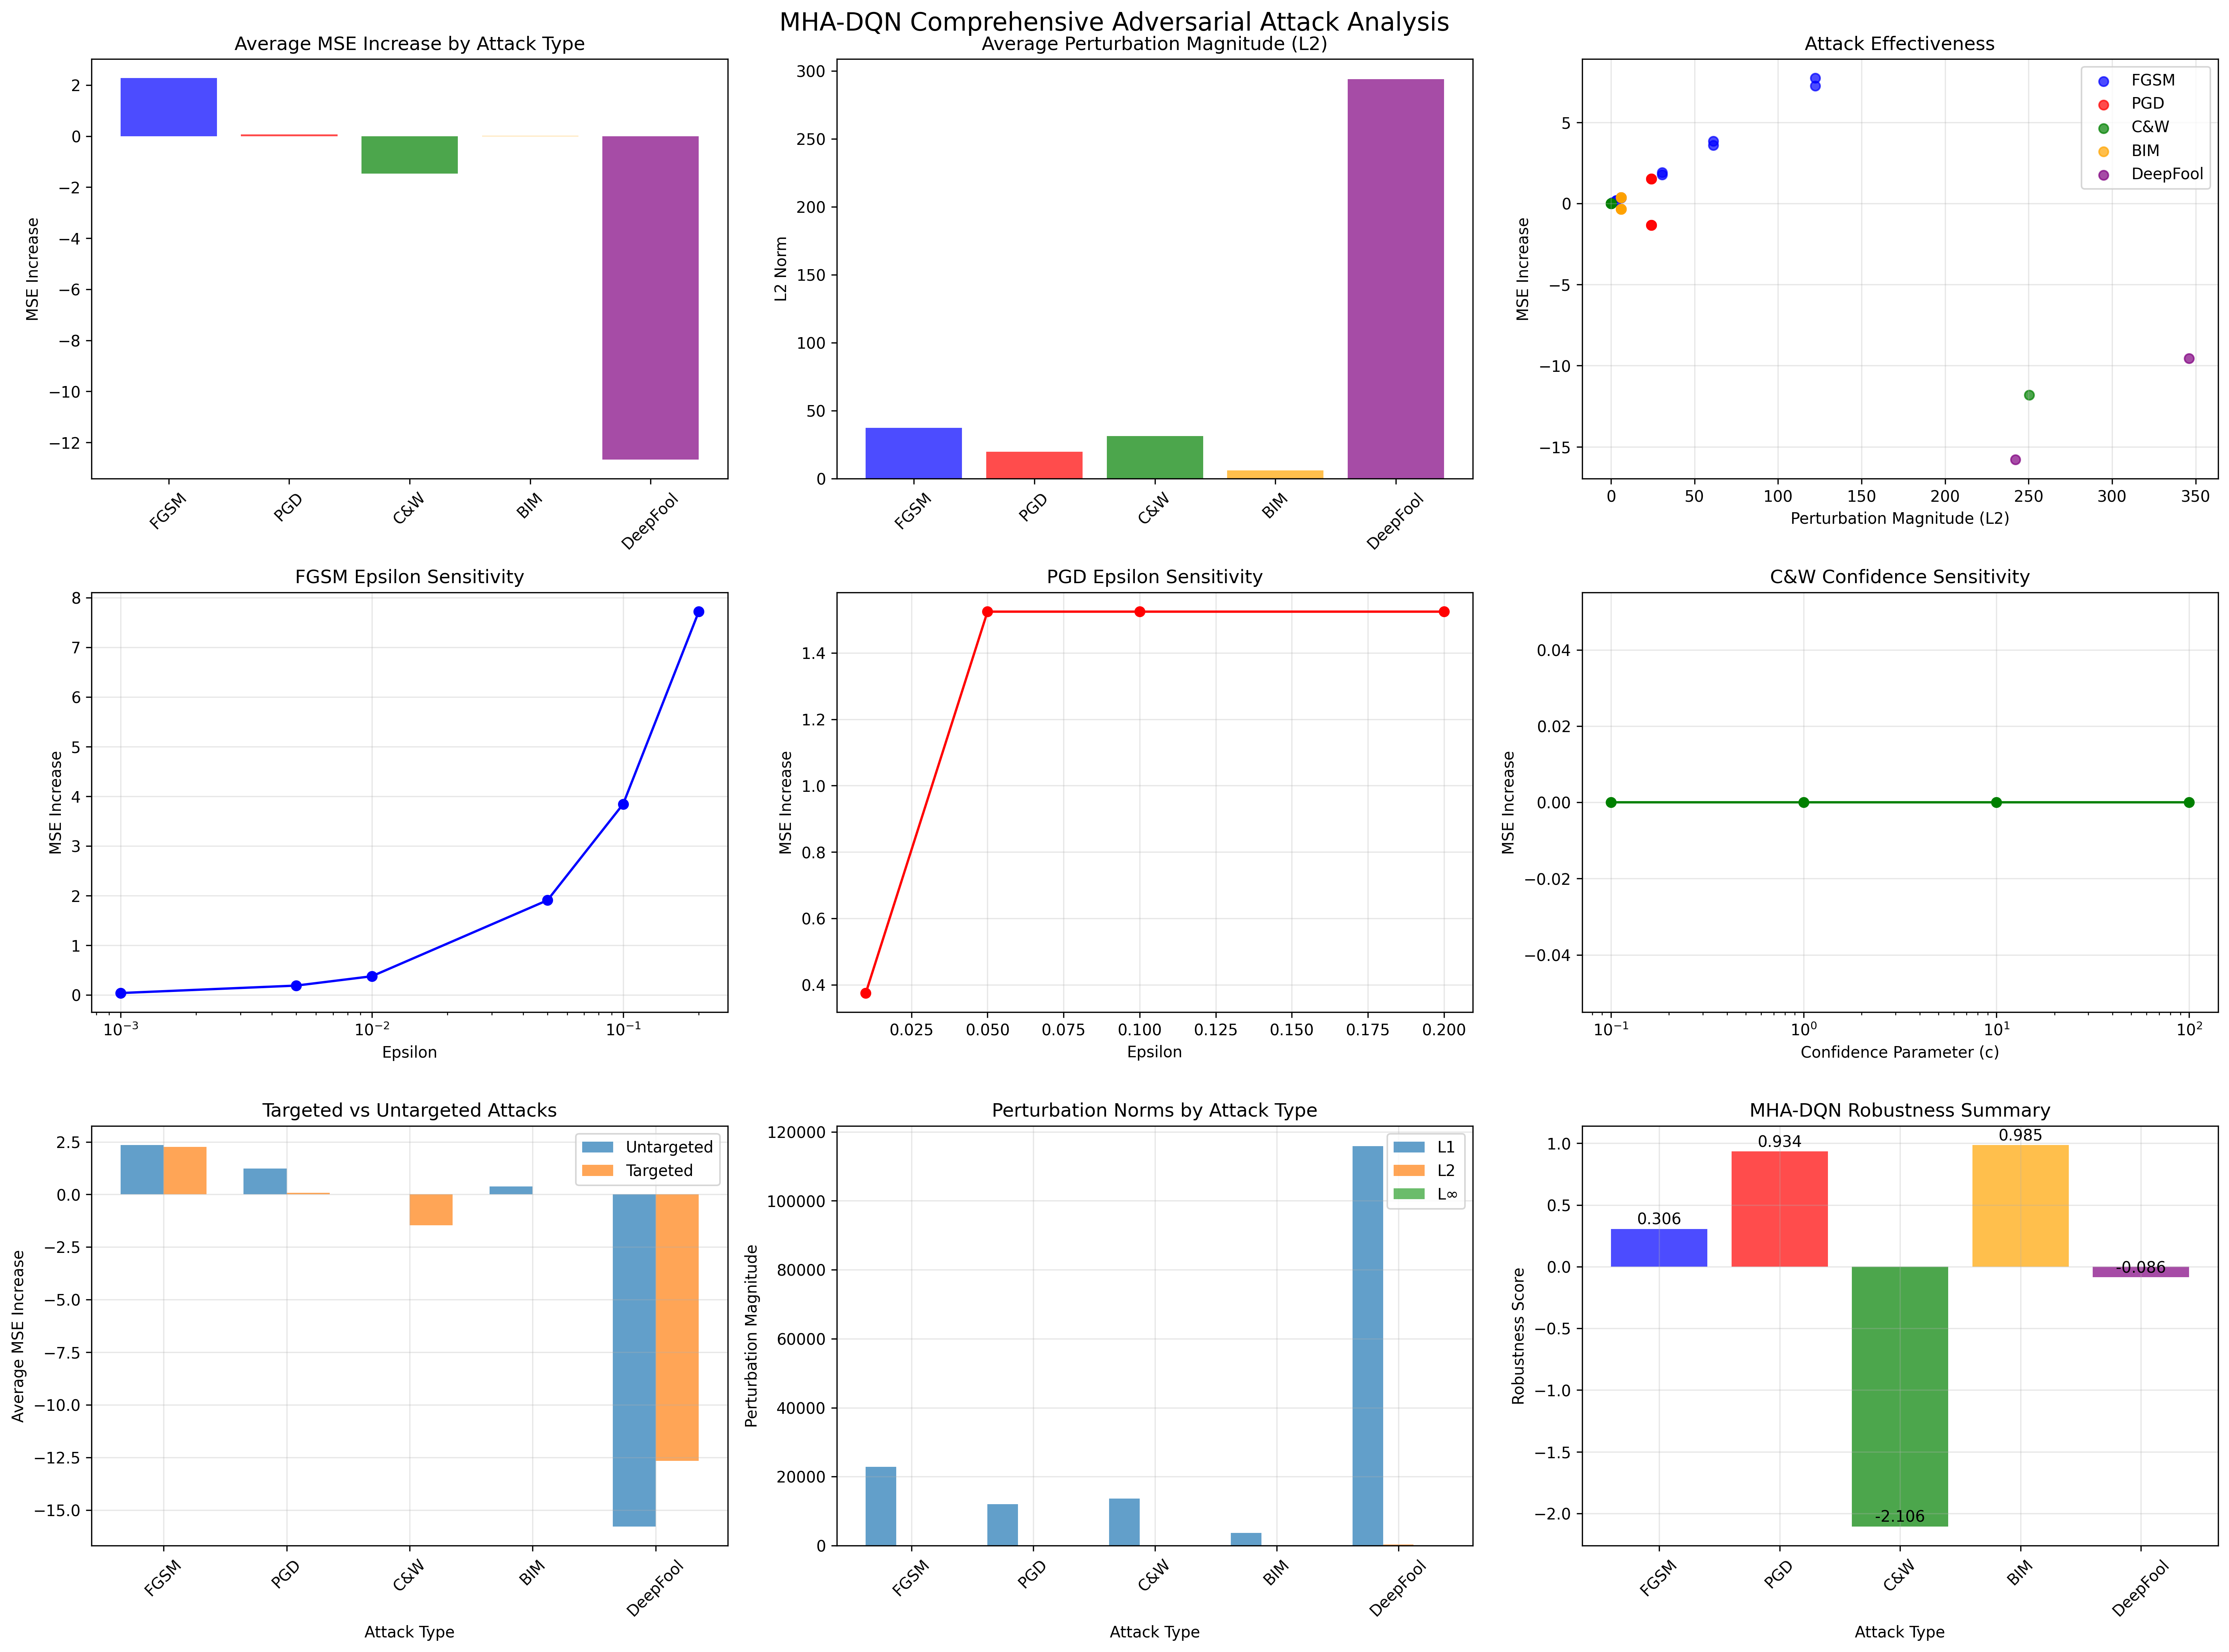 MHA-DQN Comprehensive Adversarial Attack Analysis
Average MSE Increase by Attack Type
MSE Increase
2
0
−2
−4
−6
−8
−10
−12
FGSM
PGD
C&W
BIM
DeepFool
Average Perturbation Magnitude (L2)
L2 Norm
300
250
200
150
100
50
0
FGSM
PGD
C&W
BIM
DeepFool
Attack Effectiveness
MSE Increase
5
0
−5
−10
−15
FGSM
PGD
C&W
BIM
DeepFool
0 50 100 150 200 250 300 350
Perturbation Magnitude (L2)
FGSM Epsilon Sensitivity
MSE Increase
8
7
6
5
4
3
2
1
0
10⁻³ 10⁻² 10⁻¹
Epsilon
PGD Epsilon Sensitivity
MSE Increase
1.4
1.2
1.0
0.8
0.6
0.4
0.025 0.050 0.075 0.100 0.125 0.150 0.175 0.200
Epsilon
C&W Confidence Sensitivity
MSE Increase
0.04
0.02
0.00
−0.02
−0.04
10⁻¹ 10⁰ 10¹ 10²
Confidence Parameter (c)
Targeted vs Untargeted Attacks
Average MSE Increase
2.5
0.0
−2.5
−5.0
−7.5
−10.0
−12.5
−15.0
Untargeted
Targeted
FGSM
PGD
C&W
BIM
DeepFool
Attack Type
Perturbation Norms by Attack Type
Perturbation Magnitude
120000
100000
80000
60000
40000
20000
0
L1
L2
L∞
FGSM
PGD
C&W
BIM
DeepFool
Attack Type
MHA-DQN Robustness Summary
Robustness Score
1.0
0.5
0.0
−0.5
−1.0
−1.5
−2.0
0.306
0.934
-2.106
0.985
-0.086
FGSM
PGD
C&W
BIM
DeepFool
Attack Type